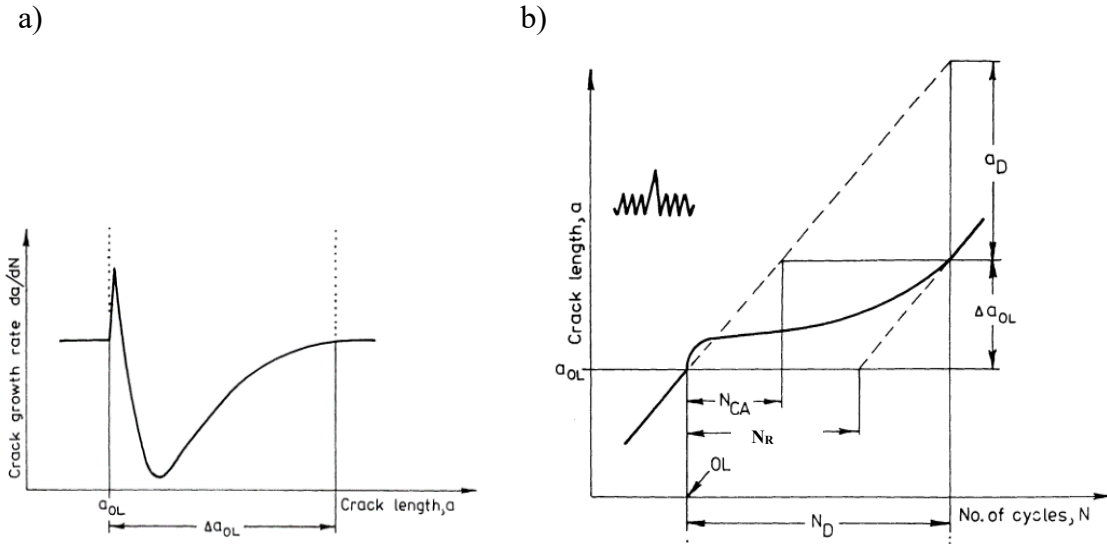 a)
Crack growth rate da/dN
a_OL
Crack length, a
Δa_OL
b)
Crack length, a
a_D
Δa_OL
a_OL
N_CA
N_R
OL
N_D
No. of cycles, N